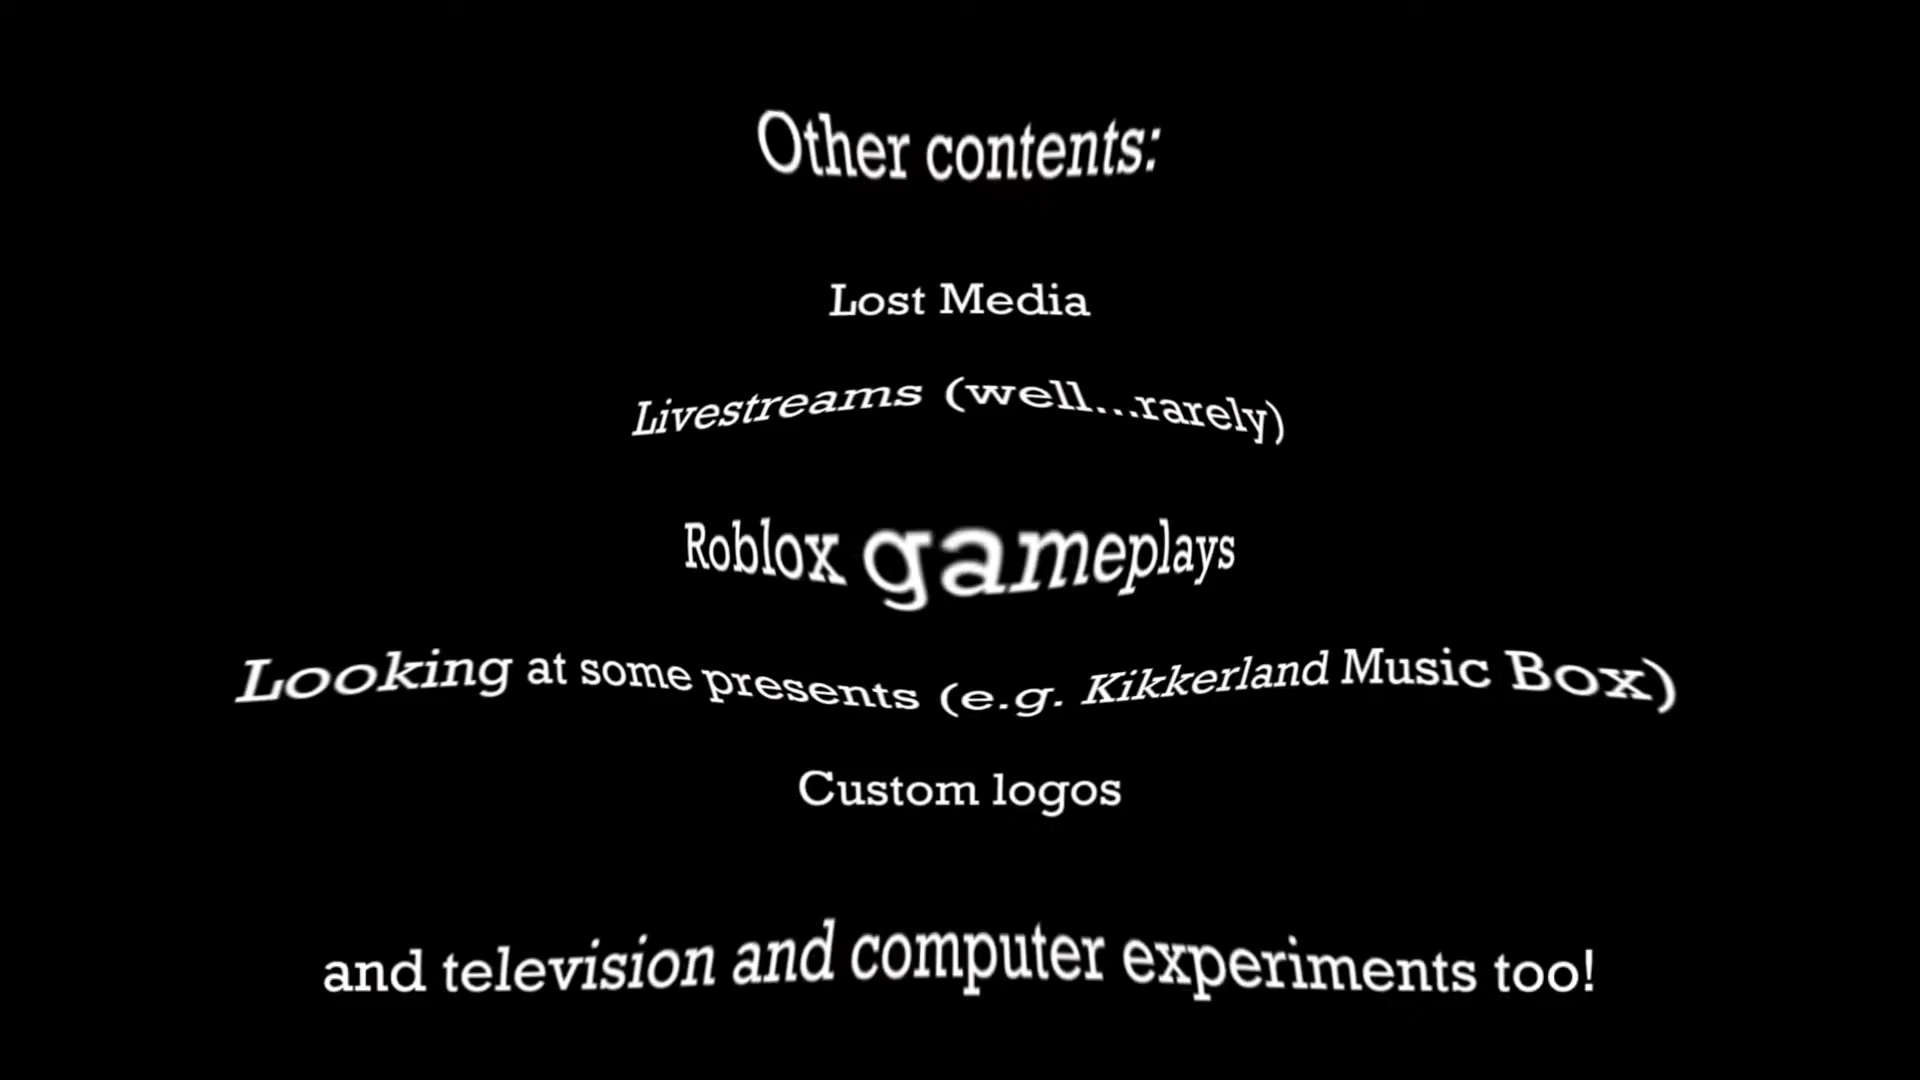 Other contents:
Lost Media
Livestreams (well...rarely)
Roblox gameplays
Looking at some presents (e.g. Kikkerland Music Box)
Custom logos
and television and computer experiments too!